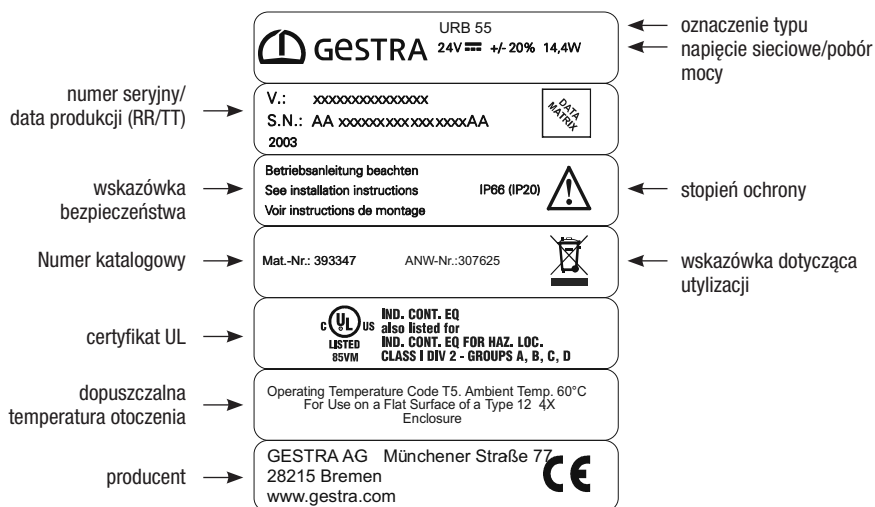 URB 55
GESTRA 24V +/- 20% 14,4W
oznaczenie typu
napięcie sieciowe/pobór
mocy
numer seryjny/
data produkcji (RR/TT)
V.: xxxxxxxxxxxxxxx
S.N.: AA xxxxxxxxxxxxxxxxAA
2003
DATA
MATRIX
wskazówka
bezpieczeństwa
Betriebsanleitung beachten
See installation instructions
Voir instructions de montage
IP66 (IP20)
stopień ochrony
Numer katalogowy
Mat.-Nr.: 393347 ANW-Nr.:307625
wskazówka dotycząca
utylizacji
certyfikat UL
C UL US
LISTED
85VM
IND. CONT. EQ
also listed for
IND. CONT. EQ FOR HAZ. LOC.
CLASS I DIV 2 - GROUPS A, B, C, D
dopuszczalna
temperatura otoczenia
Operating Temperature Code T5. Ambient Temp. 60°C
For Use on a Flat Surface of a Type 12 4X
Enclosure
producent
GESTRA AG Münchener Straße 77
28215 Bremen
www.gestra.com
CE